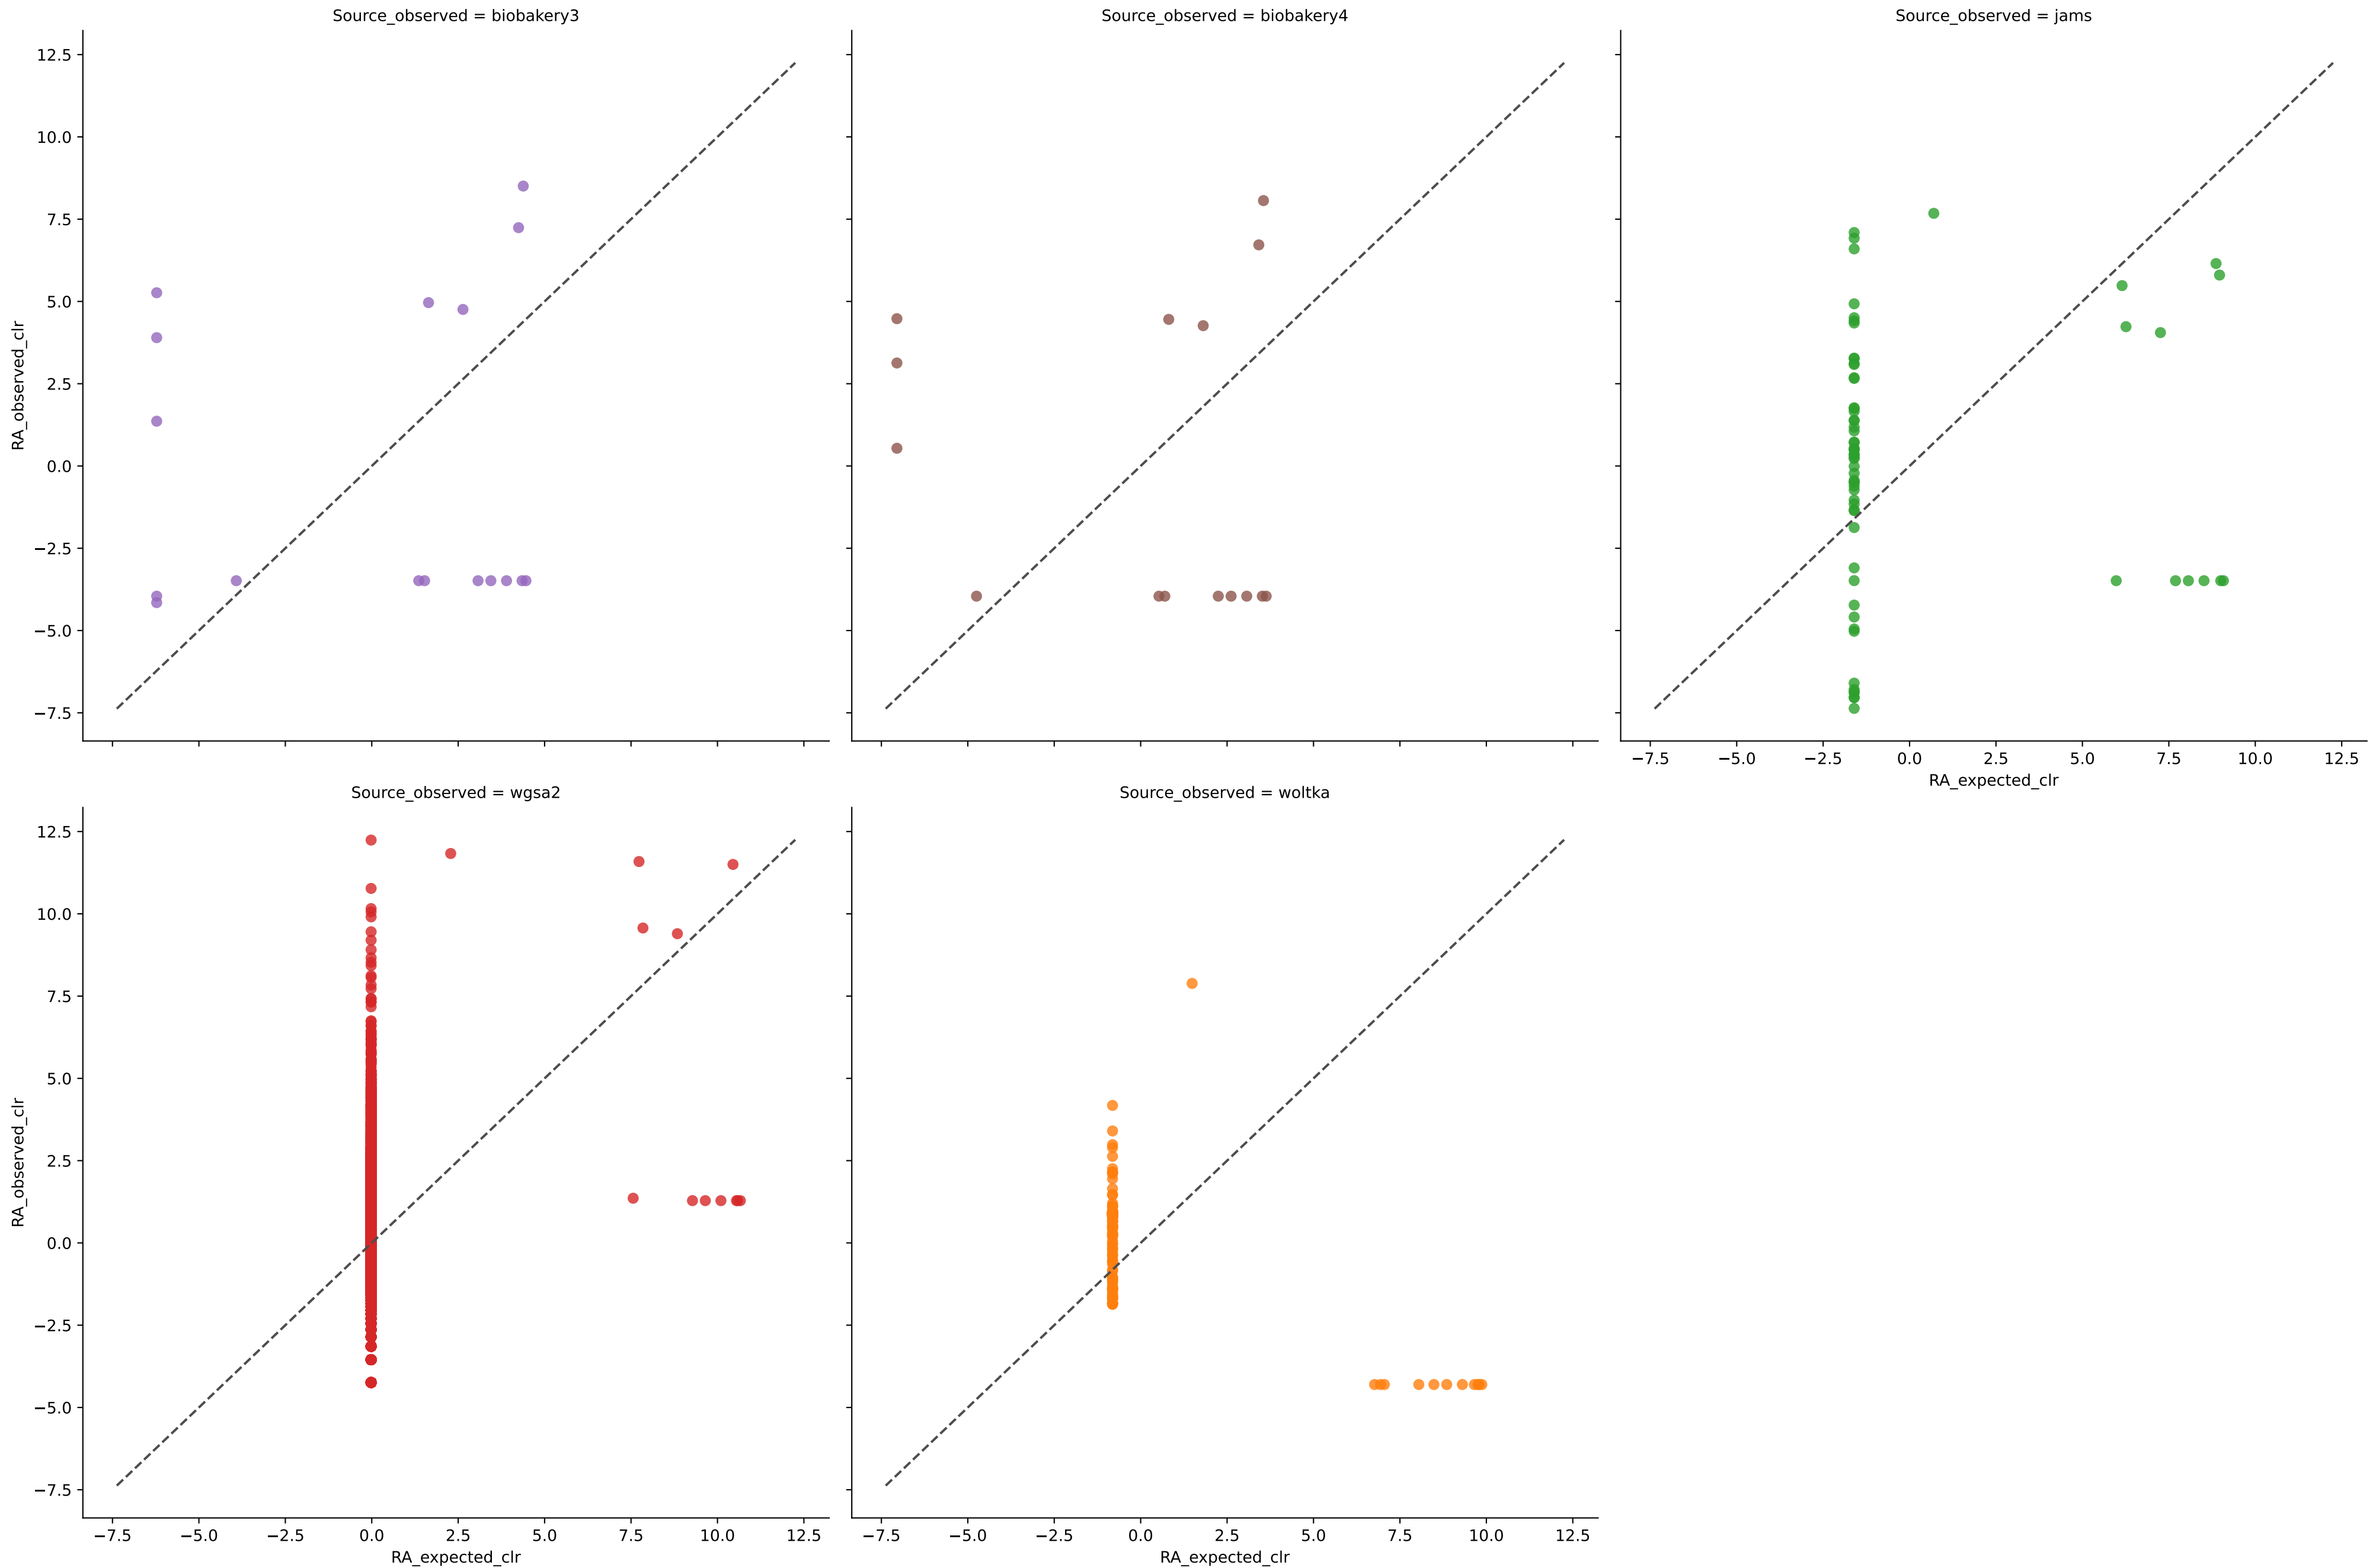 Source_observed = biobakery3
Source_observed = biobakery4
Source_observed = jams
12.5
10.0
7.5
5.0
2.5
0.0
−2.5
−5.0
−7.5
RA_observed_clr
−7.5 −5.0 −2.5 0.0 2.5 5.0 7.5 10.0 12.5
RA_expected_clr
Source_observed = wgsa2
Source_observed = woltka
12.5
10.0
7.5
5.0
2.5
0.0
−2.5
−5.0
−7.5
RA_observed_clr
−7.5 −5.0 −2.5 0.0 2.5 5.0 7.5 10.0 12.5
RA_expected_clr
−7.5 −5.0 −2.5 0.0 2.5 5.0 7.5 10.0 12.5
RA_expected_clr